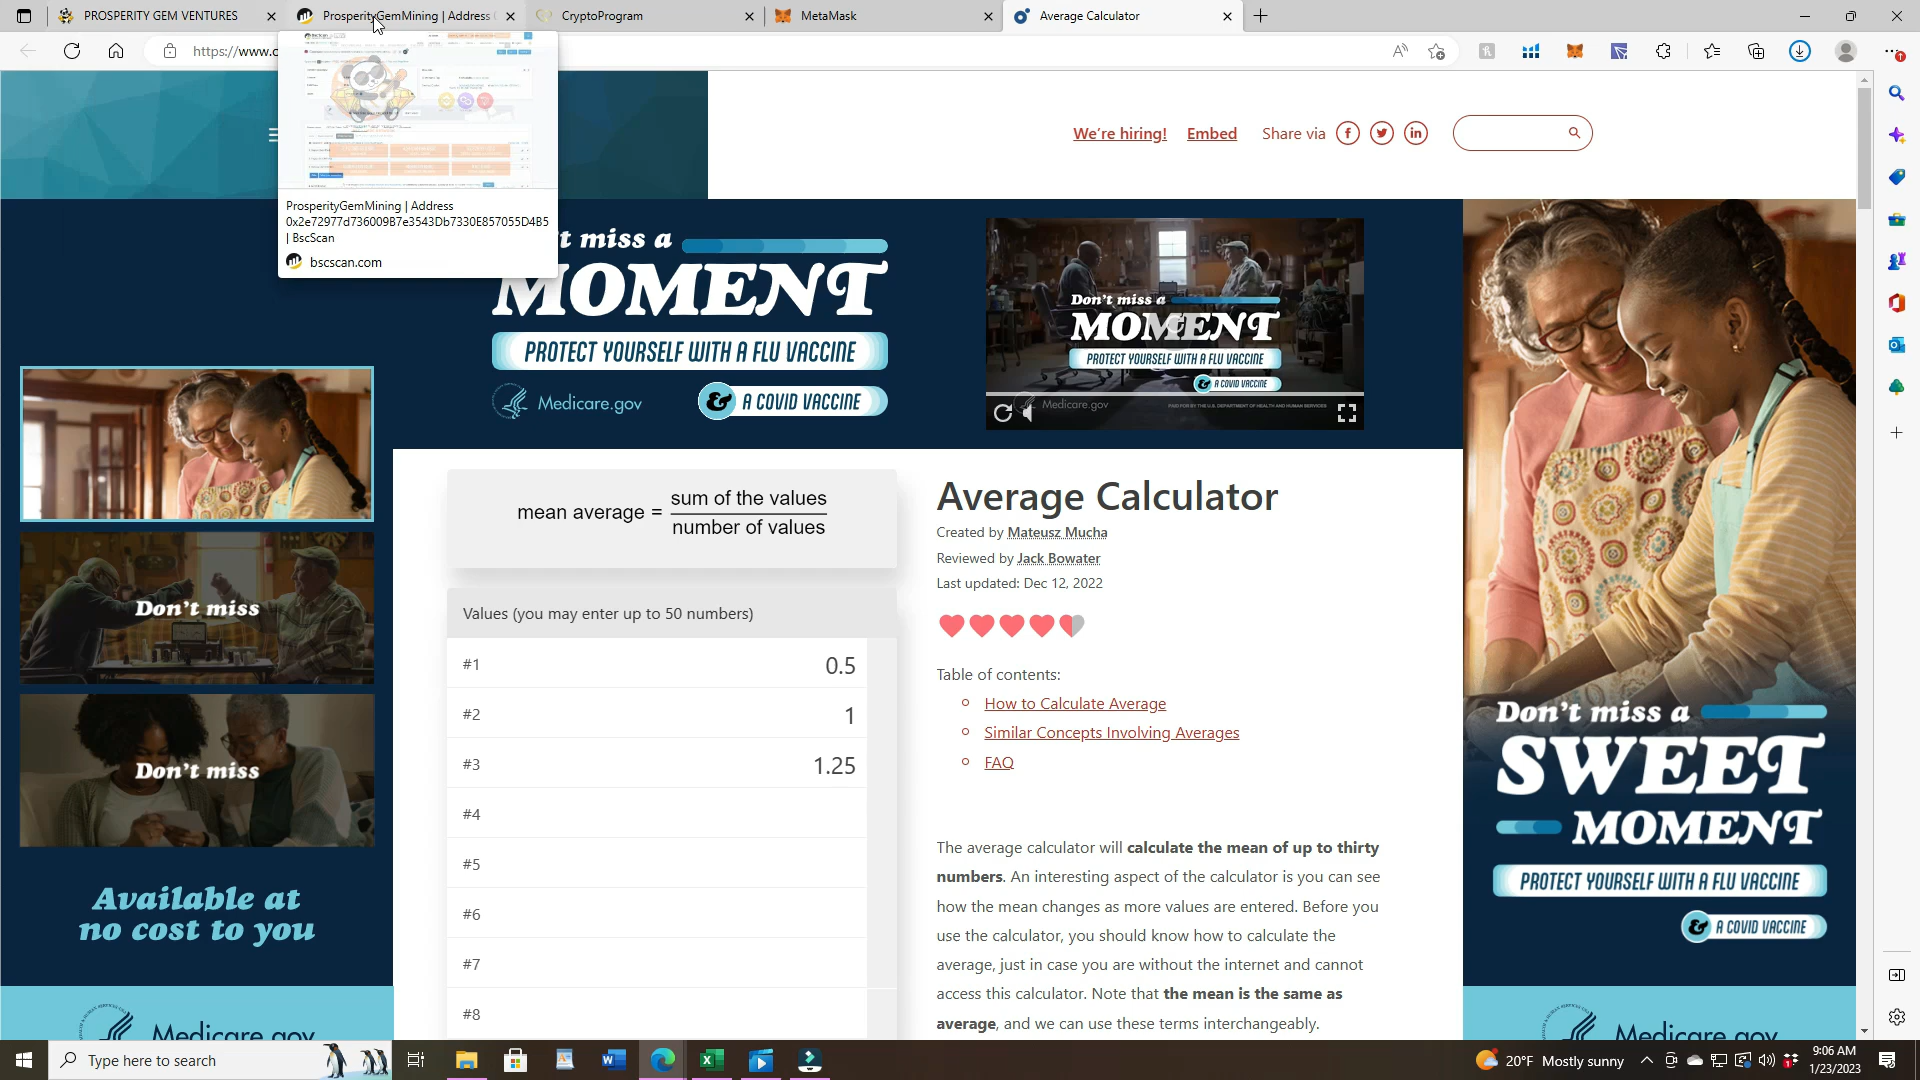 PROSPERITY GEM VENTURES
ProsperityGemMining | Address
CryptoProgram
MetaMask
Average Calculator
https://www.c
ProsperityGemMining | Address
0x2e72977d736009B7e3543Db7330E857055D4B5
| BscScan
bscscan.com
We're hiring!
Embed
Share via
't miss a
MOMENT
PROTECT YOURSELF WITH A FLU VACCINE
Medicare.gov
& A COVID VACCINE
Don't miss a
MOMENT
PROTECT YOURSELF WITH A FLU VACCINE
& A COVID VACCINE
Medicare.gov
PAID FOR BY THE U.S. DEPARTMENT OF HEALTH AND HUMAN SERVICES
Don't miss
Don't miss
Available at
no cost to you
Medicare.gov
mean average = sum of the values
number of values
Values (you may enter up to 50 numbers)
#1 0.5
#2 1
#3 1.25
#4
#5
#6
#7
#8
Average Calculator
Created by Mateusz Mucha
Reviewed by Jack Bowater
Last updated: Dec 12, 2022
Table of contents:
How to Calculate Average
Similar Concepts Involving Averages
FAQ
The average calculator will calculate the mean of up to thirty
numbers. An interesting aspect of the calculator is you can see
how the mean changes as more values are entered. Before you
use the calculator, you should know how to calculate the
average, just in case you are without the internet and cannot
access this calculator. Note that the mean is the same as
average, and we can use these terms interchangeably.
Don't miss a
SWEET
MOMENT
PROTECT YOURSELF WITH A FLU VACCINE
& A COVID VACCINE
Medicare.gov
Type here to search
20°F Mostly sunny
9:06 AM
1/23/2023